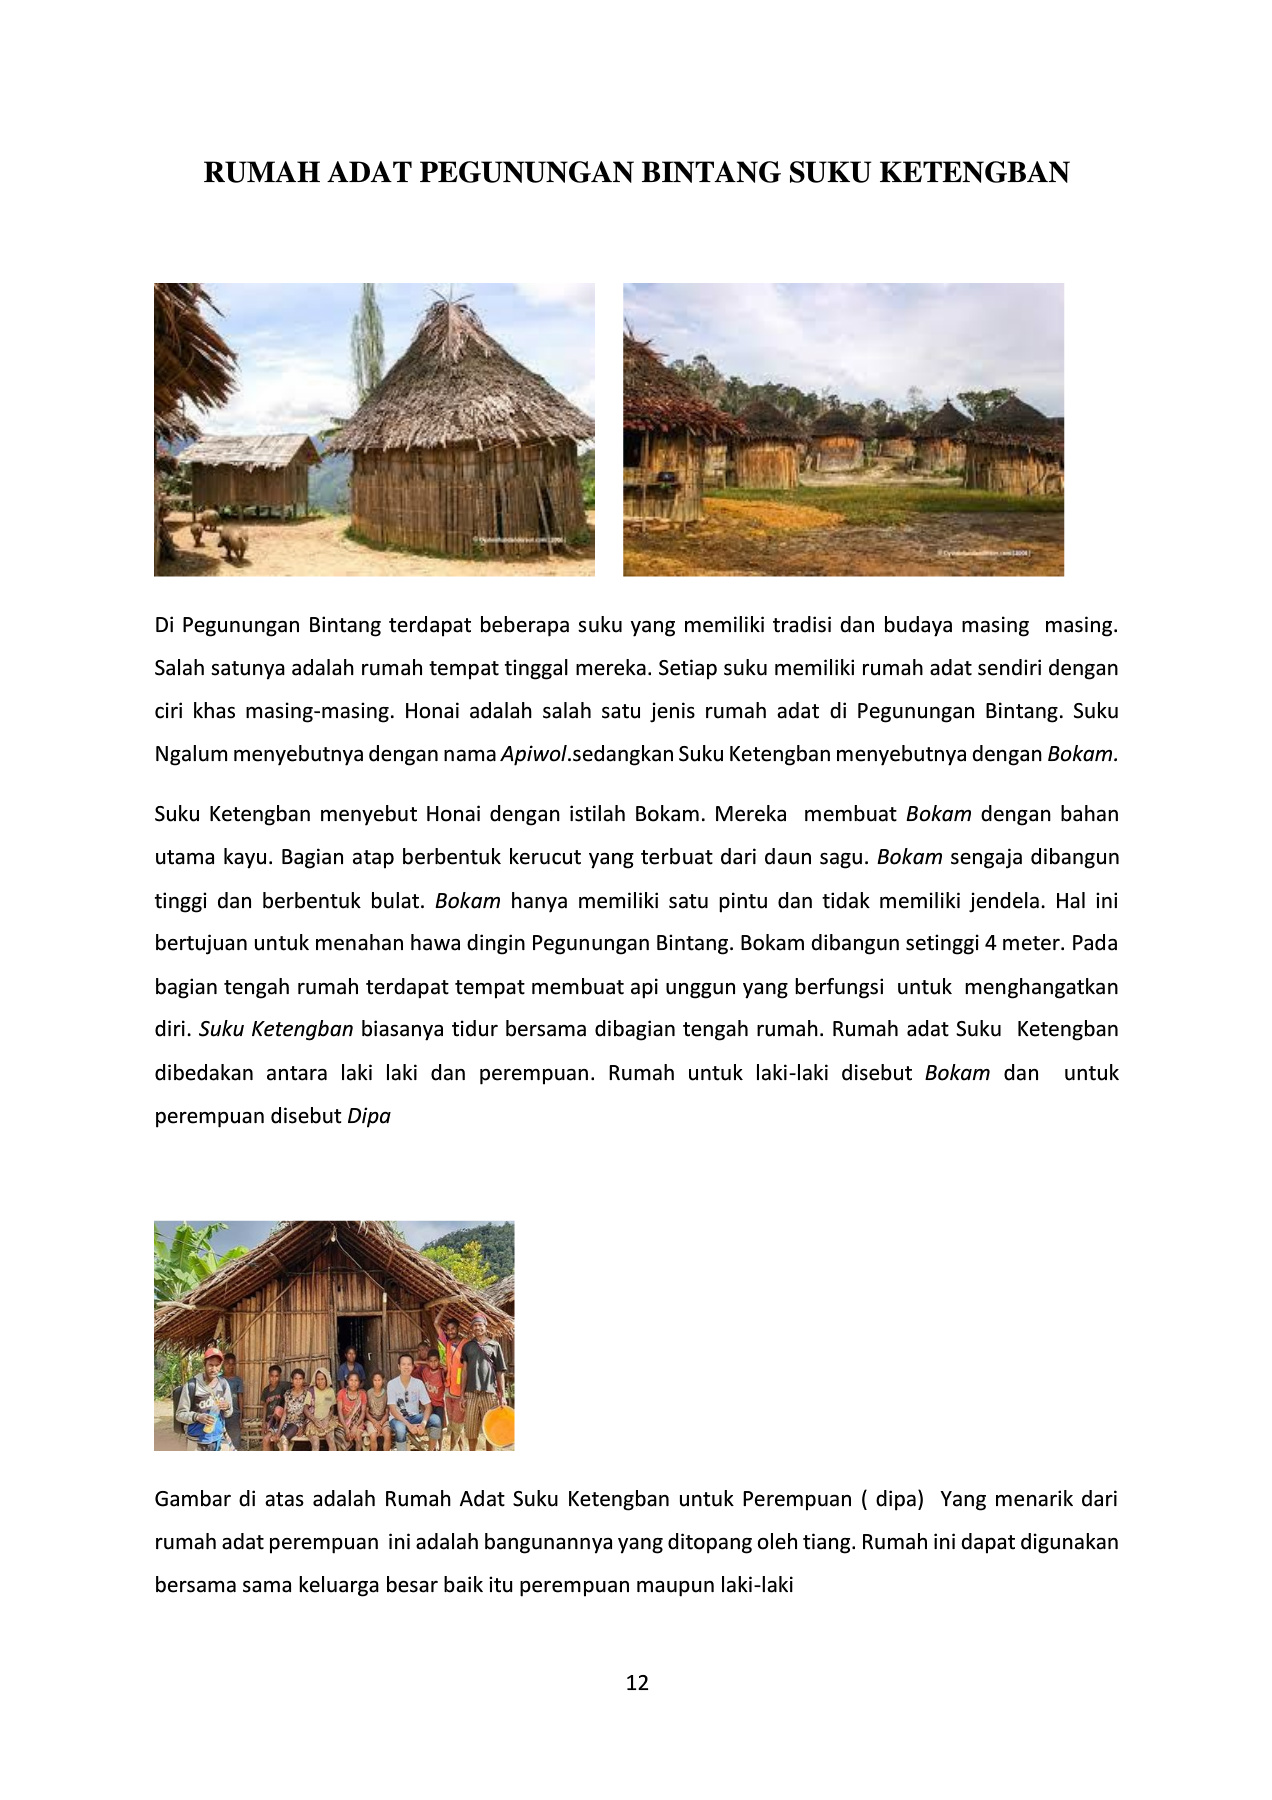 RUMAH ADAT PEGUNUNGAN BINTANG SUKU KETENGBAN
Di Pegunungan Bintang terdapat beberapa suku yang memiliki tradisi dan budaya masing  masing.
Salah satunya adalah rumah tempat tinggal mereka. Setiap suku memiliki rumah adat sendiri dengan
ciri khas masing-masing. Honai adalah salah satu jenis rumah adat di Pegunungan Bintang. Suku
Ngalum menyebutnya dengan nama Apiwol.sedangkan Suku Ketengban menyebutnya dengan Bokam.
Suku Ketengban menyebut Honai dengan istilah Bokam. Mereka  membuat Bokam dengan bahan
utama kayu. Bagian atap berbentuk kerucut yang terbuat dari daun sagu. Bokam sengaja dibangun
tinggi dan berbentuk bulat. Bokam hanya memiliki satu pintu dan tidak memiliki jendela. Hal ini
bertujuan untuk menahan hawa dingin Pegunungan Bintang. Bokam dibangun setinggi 4 meter. Pada
bagian tengah rumah terdapat tempat membuat api unggun yang berfungsi  untuk  menghangatkan
diri. Suku Ketengban biasanya tidur bersama dibagian tengah rumah. Rumah adat Suku  Ketengban
dibedakan antara laki laki dan perempuan. Rumah untuk laki-laki disebut Bokam dan  untuk
perempuan disebut Dipa
Gambar di atas adalah Rumah Adat Suku Ketengban untuk Perempuan ( dipa)  Yang menarik dari
rumah adat perempuan  ini adalah bangunannya yang ditopang oleh tiang. Rumah ini dapat digunakan
bersama sama keluarga besar baik itu perempuan maupun laki-laki
12